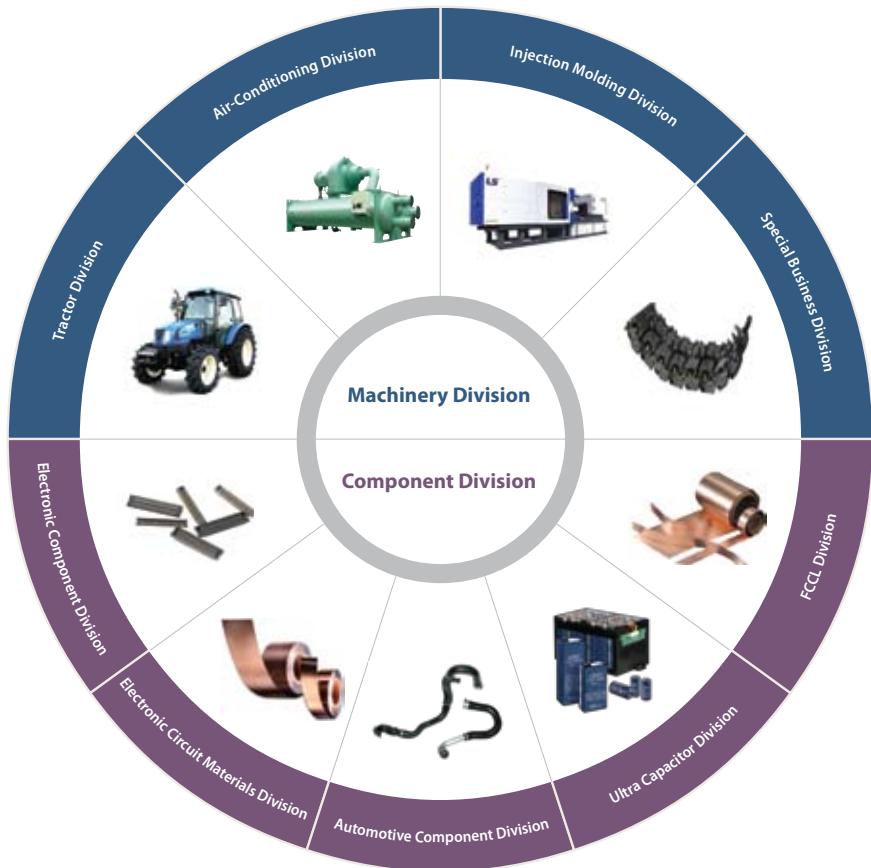 Air-Conditioning Division
Injection Molding Division
Tractor Division
Special Business Division
LS
Machinery Division
Component Division
Electronic Component Division
FCCL Division
Electronic Circuit Materials Division
Ultra Capacitor Division
Automotive Component Division